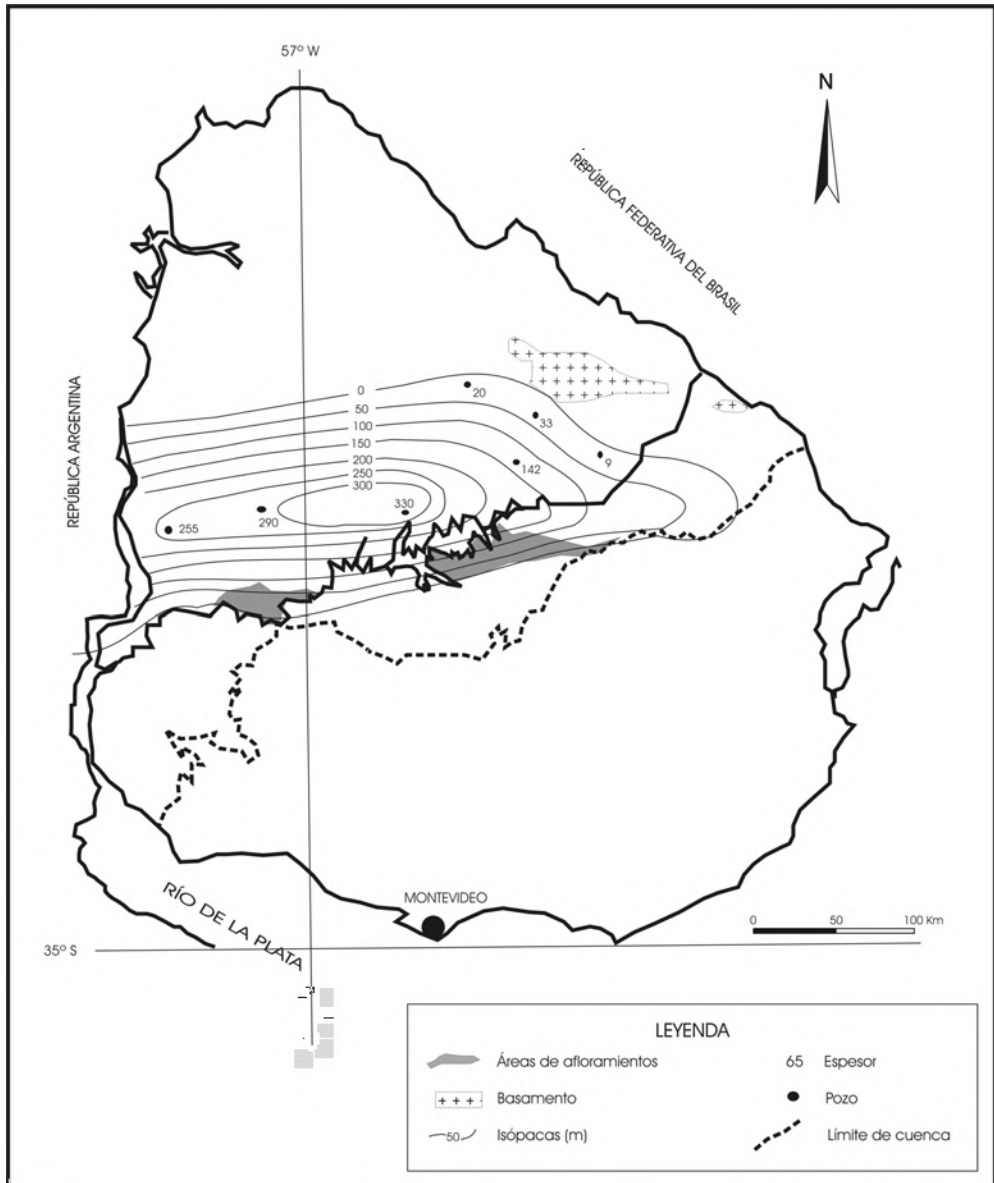 57° W
N
REPÚBLICA FEDERATIVA DEL BRASIL
REPÚBLICA ARGENTINA
0
50
100
150
200
250
300
20
33
9
142
330
290
255
MONTEVIDEO
RÍO DE LA PLATA
35° S
0 50 100 Km
LEYENDA
Áreas de afloramientos
65 Espesor
Basamento
Pozo
50 Isópacas (m)
Límite de cuenca